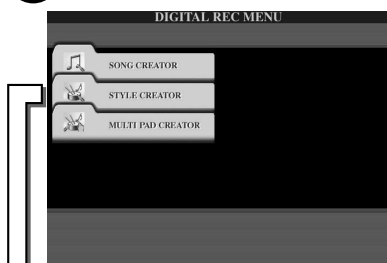 DIGITAL REC MENU
SONG CREATOR
STYLE CREATOR
MULTI PAD CREATOR